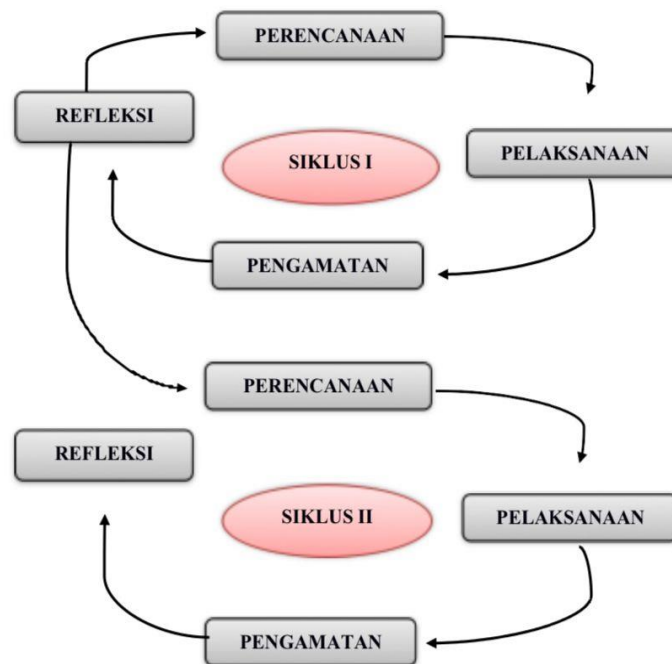 PERENCANAAN
REFLEKSI
SIKLUS I
PELAKSANAAN
PENGAMATAN
PERENCANAAN
REFLEKSI
SIKLUS II
PELAKSANAAN
PENGAMATAN